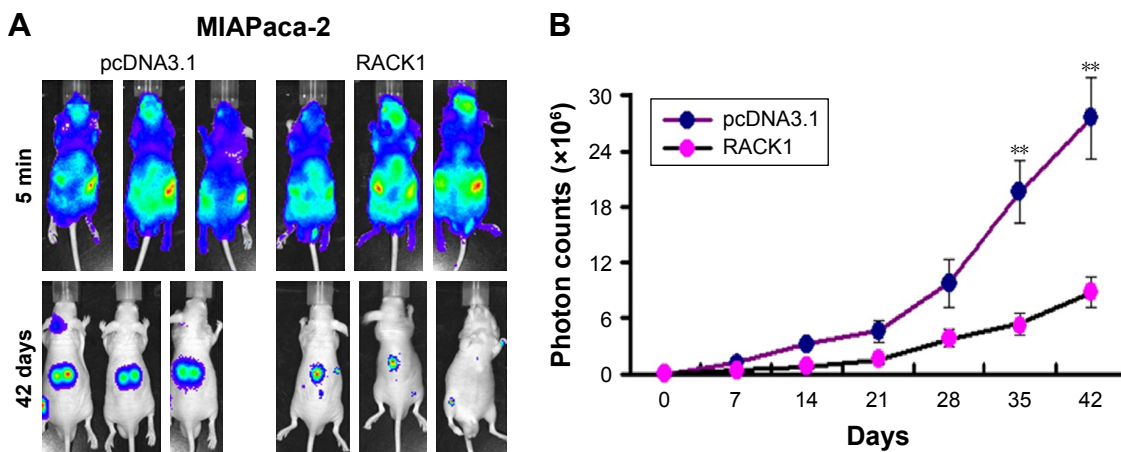 A
MIAPaca-2
pcDNA3.1
RACK1
5 min
42 days
B
Photon counts (×10⁶)
30
24
18
12
6
0
pcDNA3.1
RACK1
**
**
0
7
14
21
28
35
42
Days